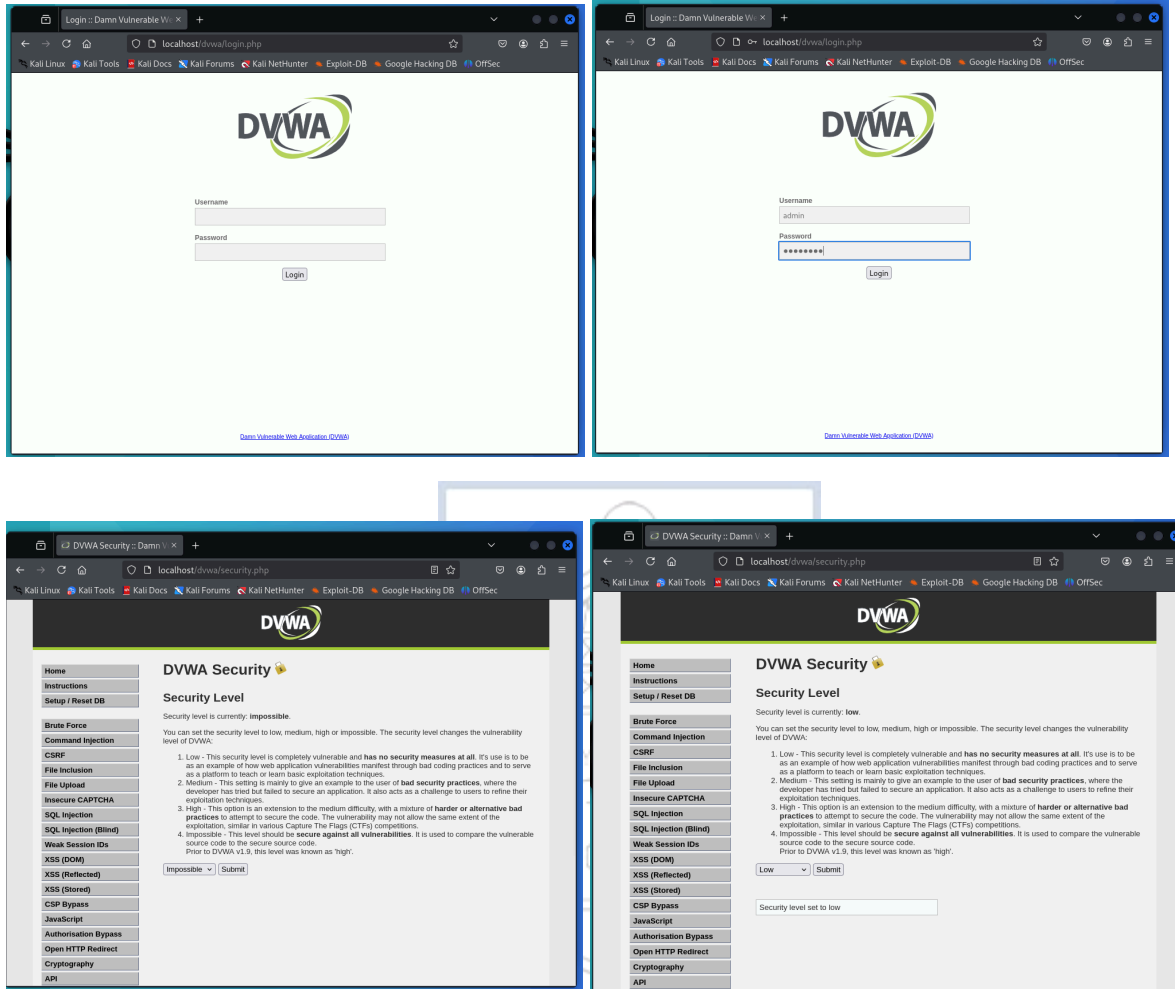 Login :: Damn Vulnerable We
localhost/dvwa/login.php
Kali Linux Kali Tools Kali Docs Kali Forums Kali NetHunter Exploit-DB Google Hacking DB OffSec
DVWA
Username
Password
Login
Damn Vulnerable Web Application (DVWA)
Login :: Damn Vulnerable We
localhost/dvwa/login.php
Kali Linux Kali Tools Kali Docs Kali Forums Kali NetHunter Exploit-DB Google Hacking DB OffSec
DVWA
Username
admin
Password
••••••••
Login
Damn Vulnerable Web Application (DVWA)
DVWA Security :: Damn V
localhost/dvwa/security.php
Kali Linux Kali Tools Kali Docs Kali Forums Kali NetHunter Exploit-DB Google Hacking DB OffSec
DVWA
Home
Instructions
Setup / Reset DB
Brute Force
Command Injection
CSRF
File Inclusion
File Upload
Insecure CAPTCHA
SQL Injection
SQL Injection (Blind)
Weak Session IDs
XSS (DOM)
XSS (Reflected)
XSS (Stored)
CSP Bypass
JavaScript
Authorisation Bypass
Open HTTP Redirect
Cryptography
API
DVWA Security
Security Level
Security level is currently: impossible.
You can set the security level to low, medium, high or impossible. The security level changes the vulnerability
level of DVWA:
1. Low - This security level is completely vulnerable and has no security measures at all. It's use is to be
as an example of how web application vulnerabilities manifest through bad coding practices and to serve
as a platform to teach or learn basic exploitation techniques.
2. Medium - This setting is mainly to give an example to the user of bad security practices, where the
developer has tried but failed to secure an application. It also acts as a challenge to users to refine their
exploitation techniques.
3. High - This option is an extension to the medium difficulty, with a mixture of harder or alternative bad
practices to attempt to secure the code. The vulnerability may not allow the same extent of the
exploitation, similar in various Capture The Flags (CTFs) competitions.
4. Impossible - This level should be secure against all vulnerabilities. It is used to compare the vulnerable
source code to the secure source code.
Prior to DVWA v1.9, this level was known as 'high'.
Impossible Submit
DVWA Security :: Damn V
localhost/dvwa/security.php
Kali Linux Kali Tools Kali Docs Kali Forums Kali NetHunter Exploit-DB Google Hacking DB OffSec
DVWA
Home
Instructions
Setup / Reset DB
Brute Force
Command Injection
CSRF
File Inclusion
File Upload
Insecure CAPTCHA
SQL Injection
SQL Injection (Blind)
Weak Session IDs
XSS (DOM)
XSS (Reflected)
XSS (Stored)
CSP Bypass
JavaScript
Authorisation Bypass
Open HTTP Redirect
Cryptography
API
DVWA Security
Security Level
Security level is currently: low.
You can set the security level to low, medium, high or impossible. The security level changes the vulnerability
level of DVWA:
1. Low - This security level is completely vulnerable and has no security measures at all. It's use is to be
as an example of how web application vulnerabilities manifest through bad coding practices and to serve
as a platform to teach or learn basic exploitation techniques.
2. Medium - This setting is mainly to give an example to the user of bad security practices, where the
developer has tried but failed to secure an application. It also acts as a challenge to users to refine their
exploitation techniques.
3. High - This option is an extension to the medium difficulty, with a mixture of harder or alternative bad
practices to attempt to secure the code. The vulnerability may not allow the same extent of the
exploitation, similar in various Capture The Flags (CTFs) competitions.
4. Impossible - This level should be secure against all vulnerabilities. It is used to compare the vulnerable
source code to the secure source code.
Prior to DVWA v1.9, this level was known as 'high'.
Low Submit
Security level set to low